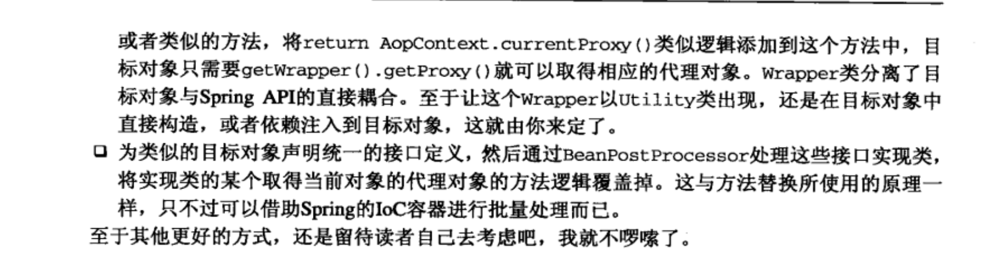 或者类似的方法，将return AopContext.currentProxy()类似逻辑添加到这个方法中，目
标对象只需要getWrapper().getProxy()就可以取得相应的代理对象。Wrapper类分离了目
标对象与Spring API的直接耦合。至于让这个Wrapper以Utility类出现，还是在目标对象中
直接构造，或者依赖注入到目标对象，这就由你来定了。
❑ 为类似的目标对象声明统一的接口定义，然后通过BeanPostProcessor处理这些接口实现类，
将实现类的某个取得当前对象的代理对象的方法逻辑覆盖掉。这与方法替换所使用的原理一
样，只不过可以借助Spring的IoC容器进行批量处理而已。
至于其他更好的方式，还是留待读者自己去考虑吧，我就不啰嗦了。